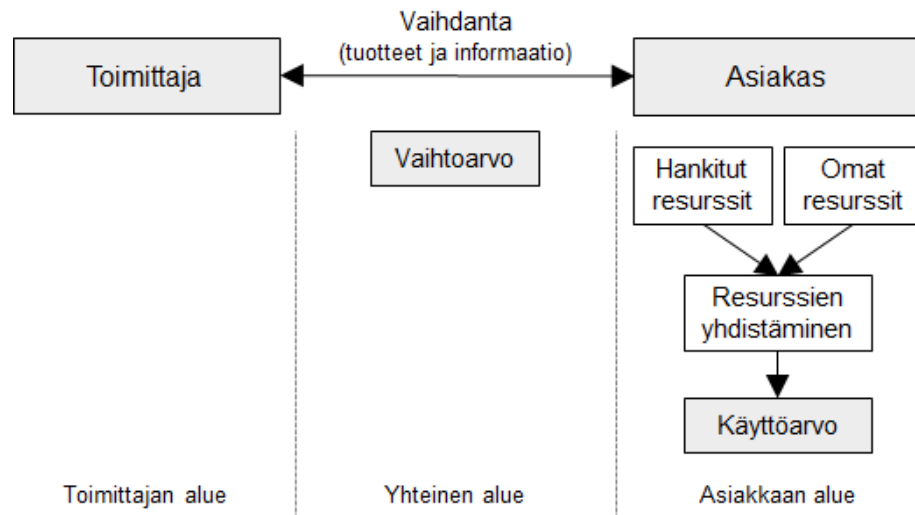 Vaihdanta
(tuotteet ja informaatio)
Toimittaja
Asiakas
Vaihtoarvo
Hankitut
resurssit
Omat
resurssit
Resurssien
yhdistäminen
Käyttöarvo
Toimittajan alue
Yhteinen alue
Asiakkaan alue